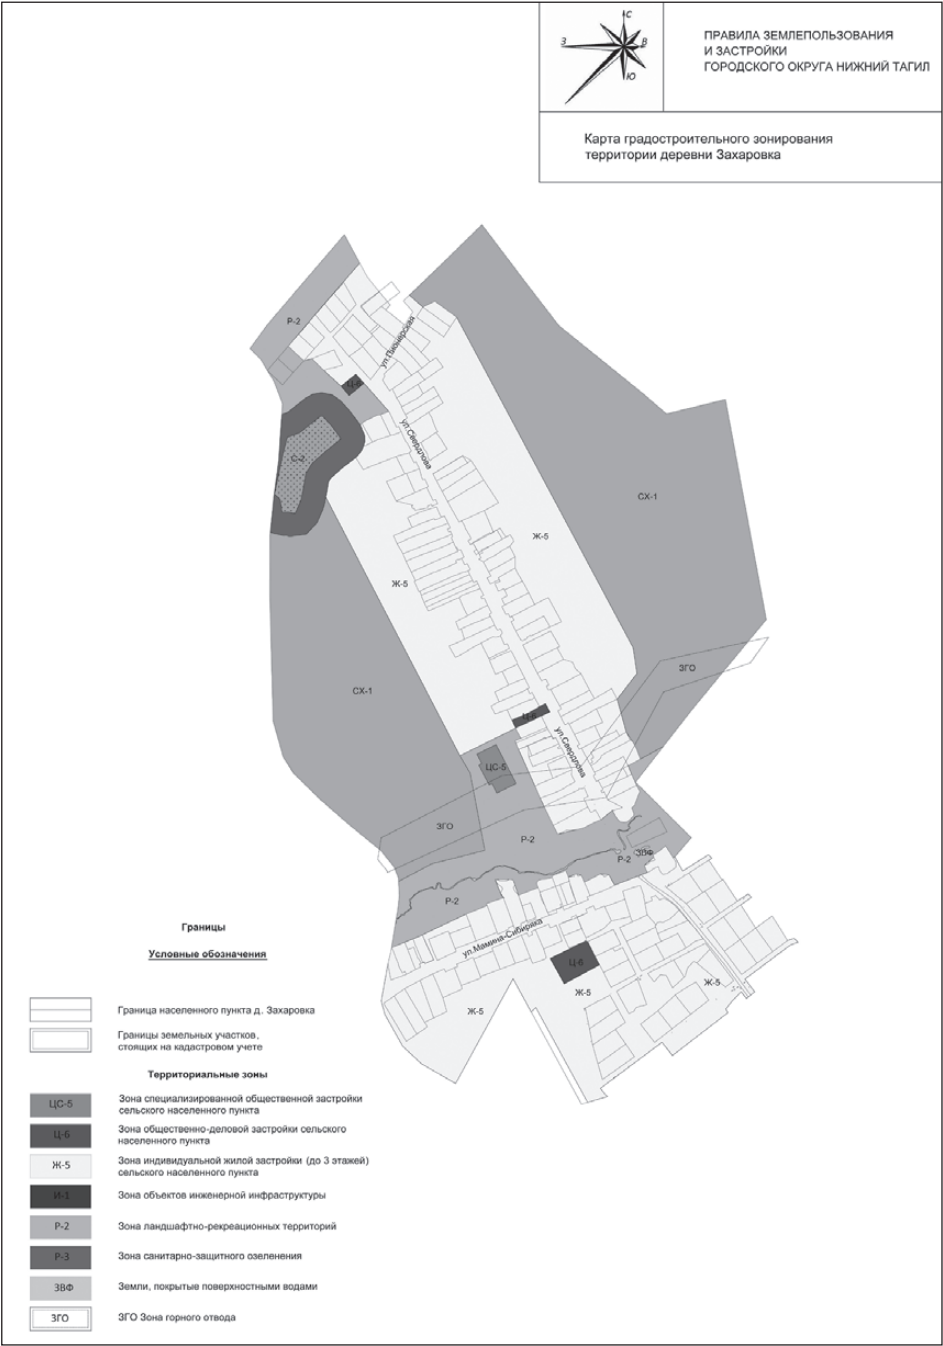 С
З
В
Ю
ПРАВИЛА ЗЕМЛЕПОЛЬЗОВАНИЯ
И ЗАСТРОЙКИ
ГОРОДСКОГО ОКРУГА НИЖНИЙ ТАГИЛ
Карта градостроительного зонирования
территории деревни Захаровка
Р-2
ул.Пионерская
Ц-6
ул.Свердлова
С-2
СХ-1
Ж-5
Ж-5
ЗГО
СХ-1
Ц-6
ул.Свердлова
ЦС-5
ЗГО
Р-2
ЗВФ
Р-2
Р-2
ул.Мамина-Сибиряка
Ц-6
Ж-5
Ж-5
Ж-5
Границы
Условные обозначения
Граница населенного пункта д. Захаровка
Границы земельных участков,
стоящих на кадастровом учете
Территориальные зоны
ЦС-5
Зона специализированной общественной застройки
сельского населенного пункта
Ц-6
Зона общественно-деловой застройки сельского
населенного пункта
Ж-5
Зона индивидуальной жилой застройки (до 3 этажей)
сельского населенного пункта
И-1
Зона объектов инженерной инфраструктуры
Р-2
Зона ландшафтно-рекреационных территорий
Р-3
Зона санитарно-защитного озеленения
ЗВФ
Земли, покрытые поверхностными водами
ЗГО
ЗГО Зона горного отвода